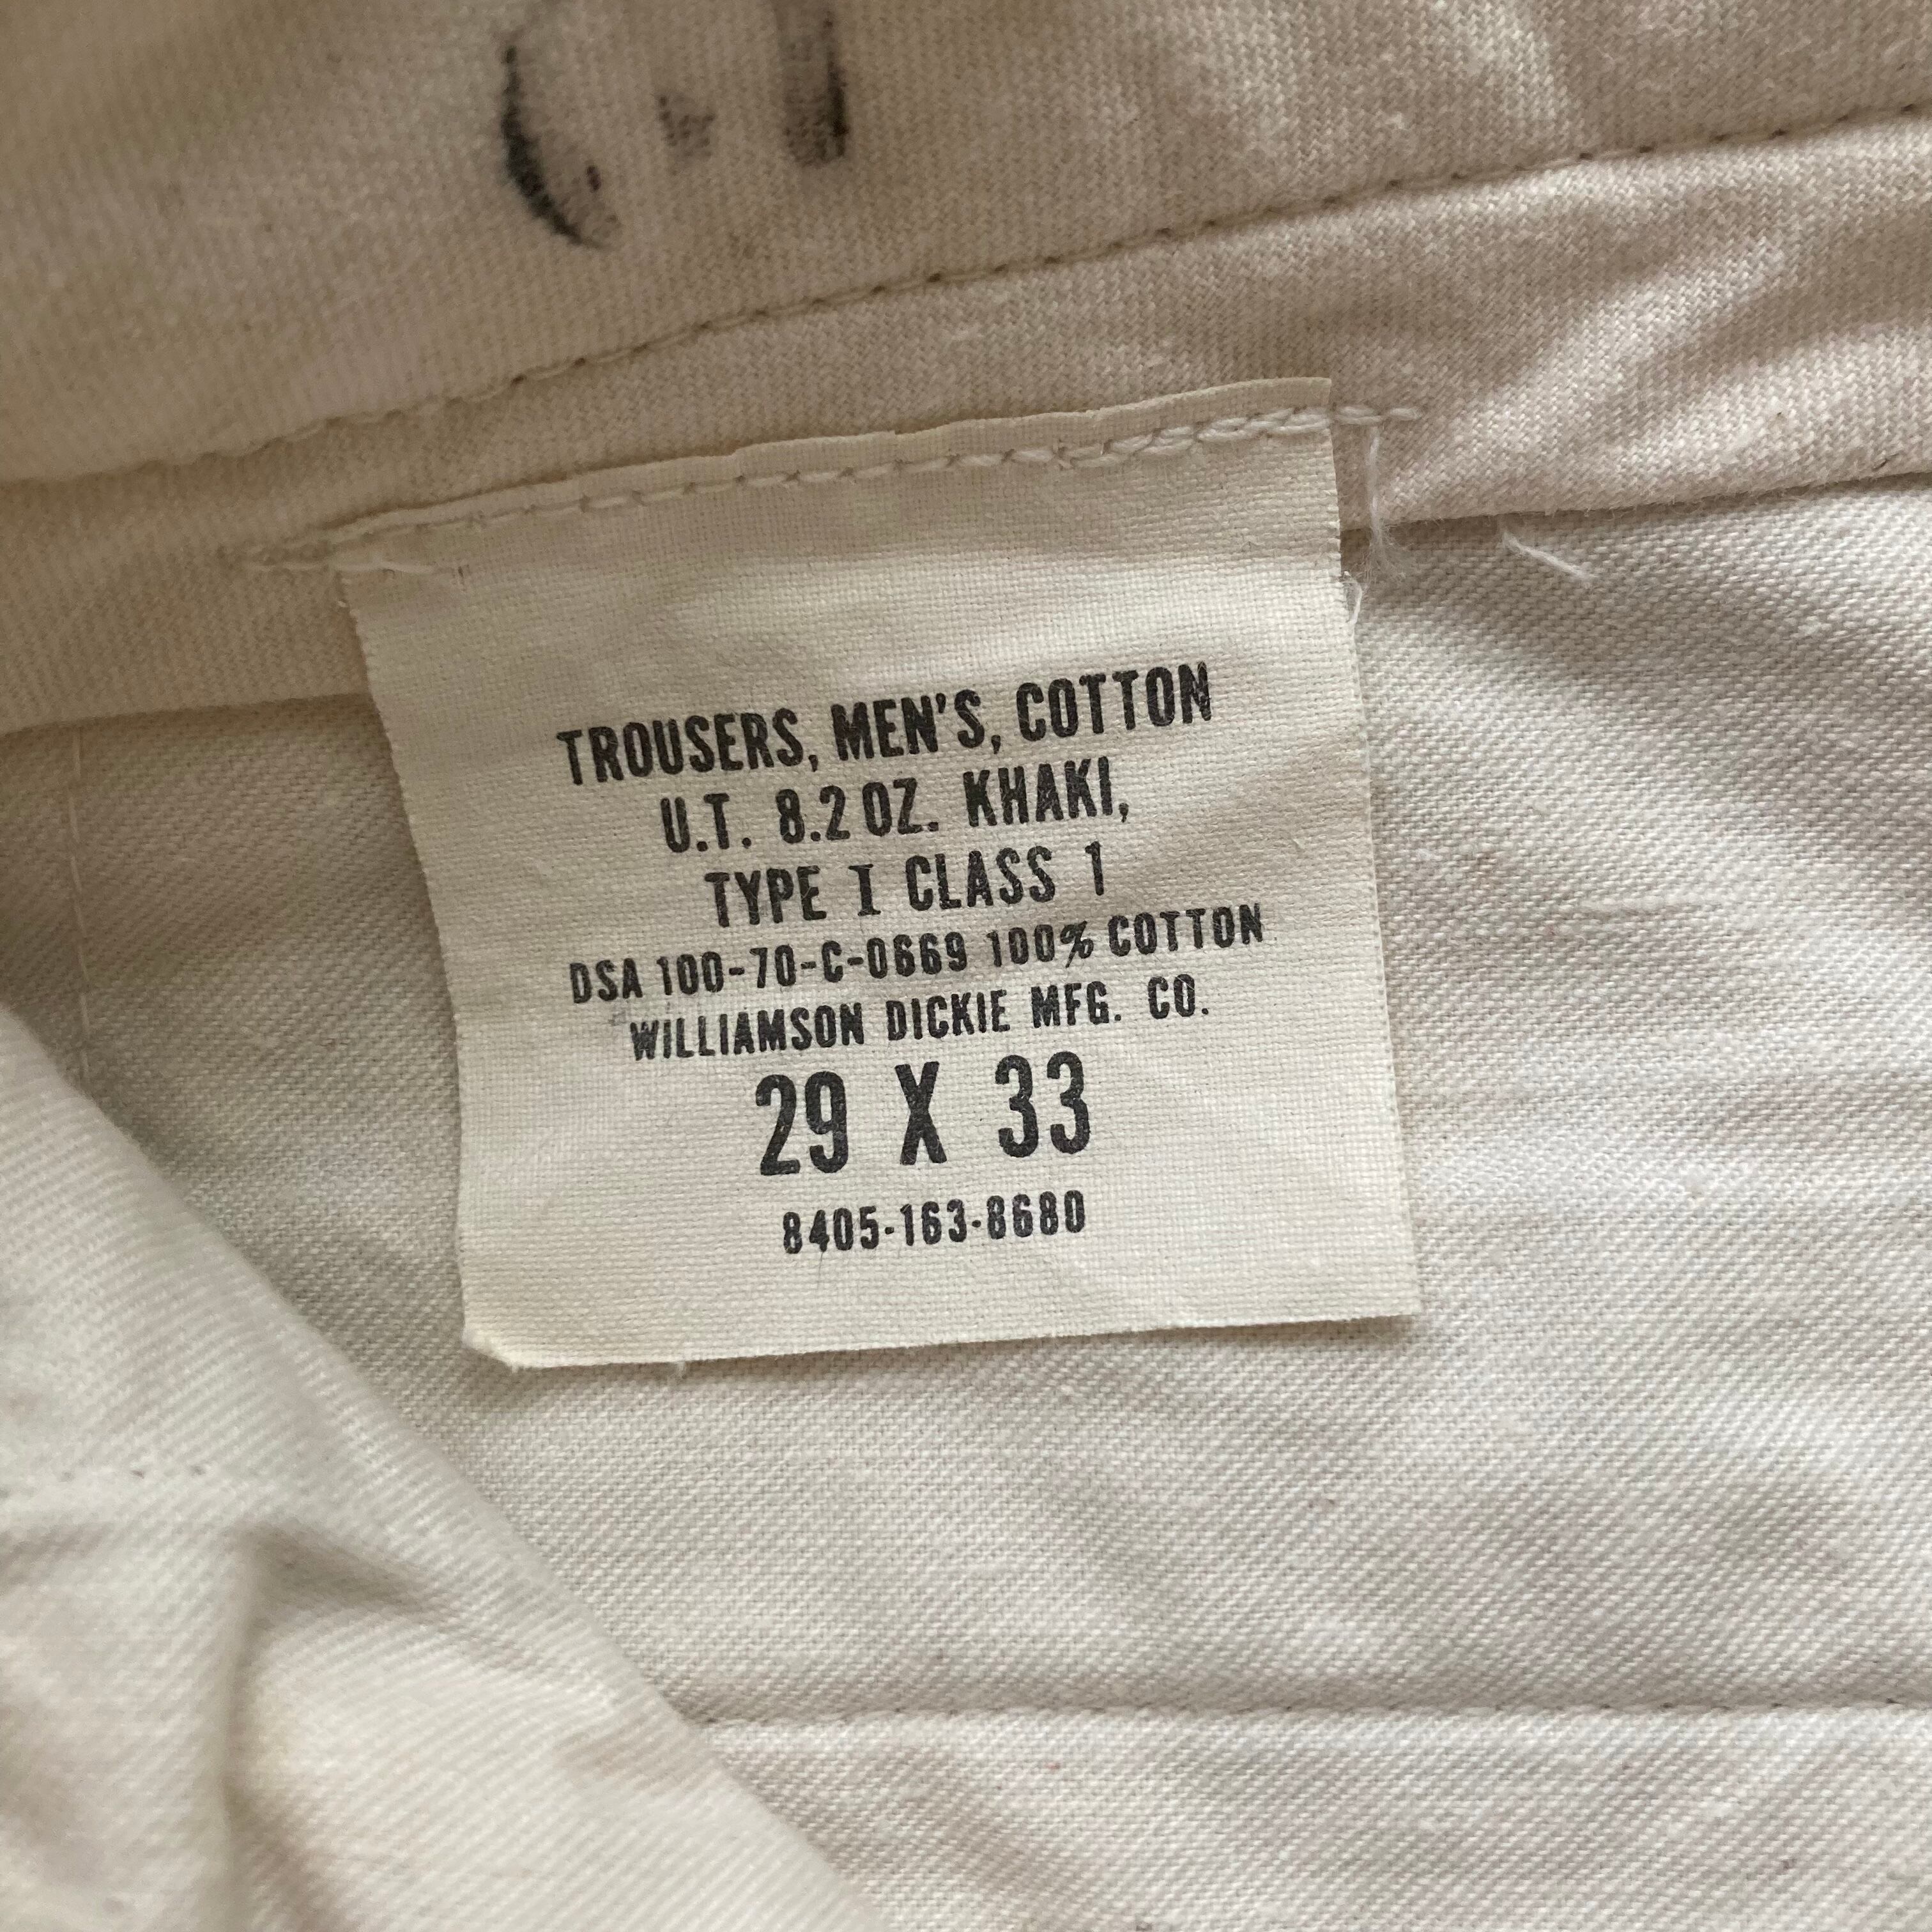 TROUSERS, MEN'S, COTTON
U.T. 8.2 OZ. KHAKI,
TYPE I CLASS 1
DSA 100-70-C-0669 100% COTTON
WILLIAMSON DICKIE MFG. CO.
29 X 33
8405-163-8680